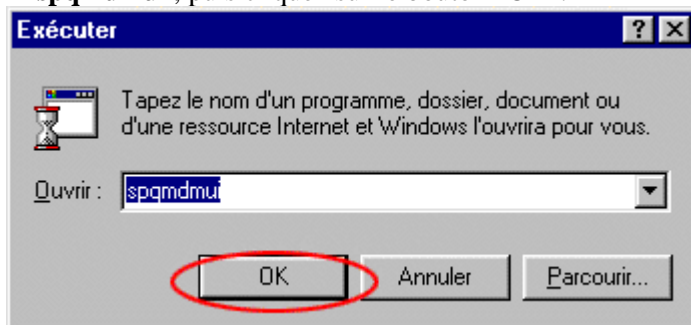 Exécuter
Tapez le nom d'un programme, dossier, document ou
d'une ressource Internet et Windows l'ouvrira pour vous.
Ouvrir : spqmdmui
OK Annuler Parcourir...